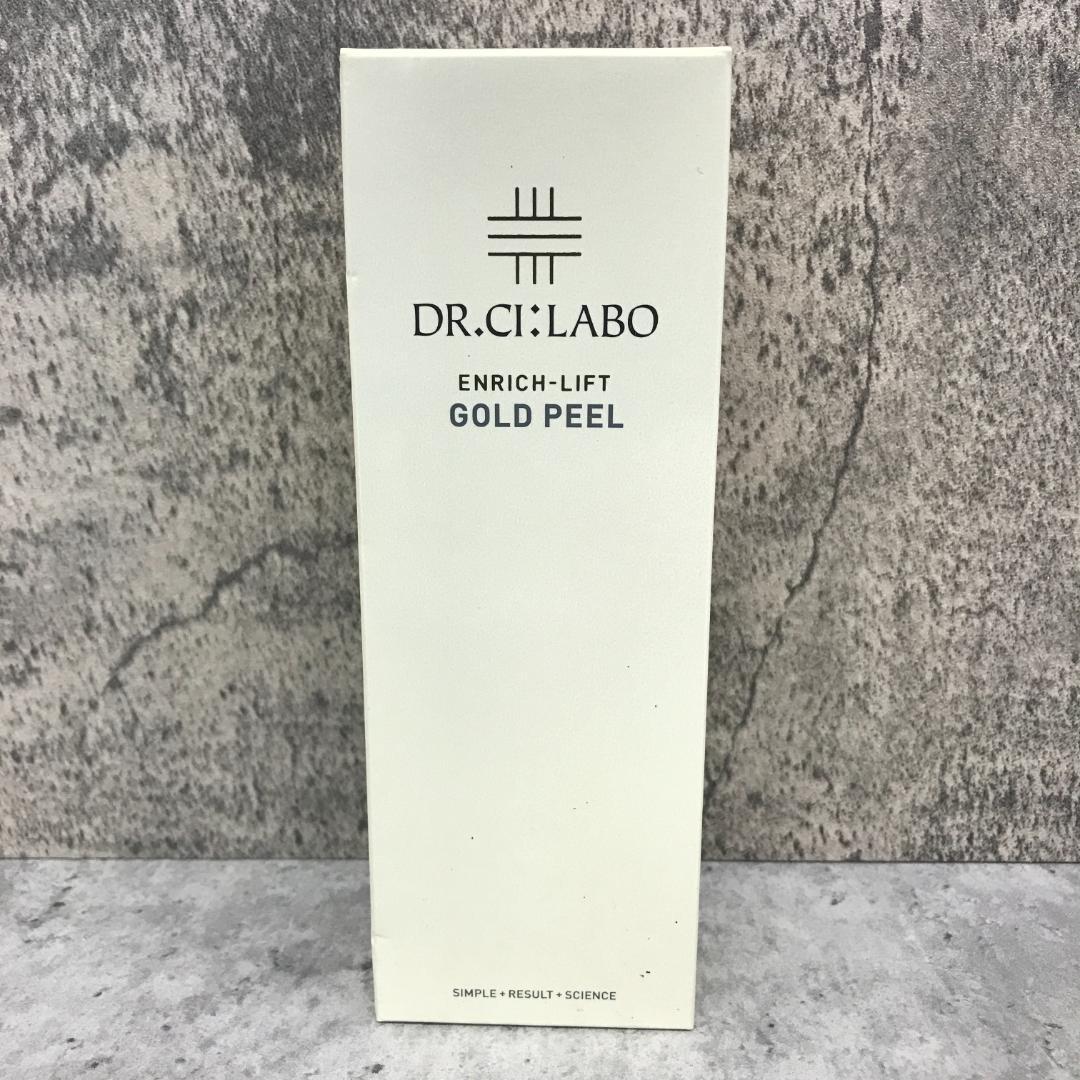 DR.CI:LABO
ENRICH-LIFT
GOLD PEEL
SIMPLE+RESULT+SCIENCE